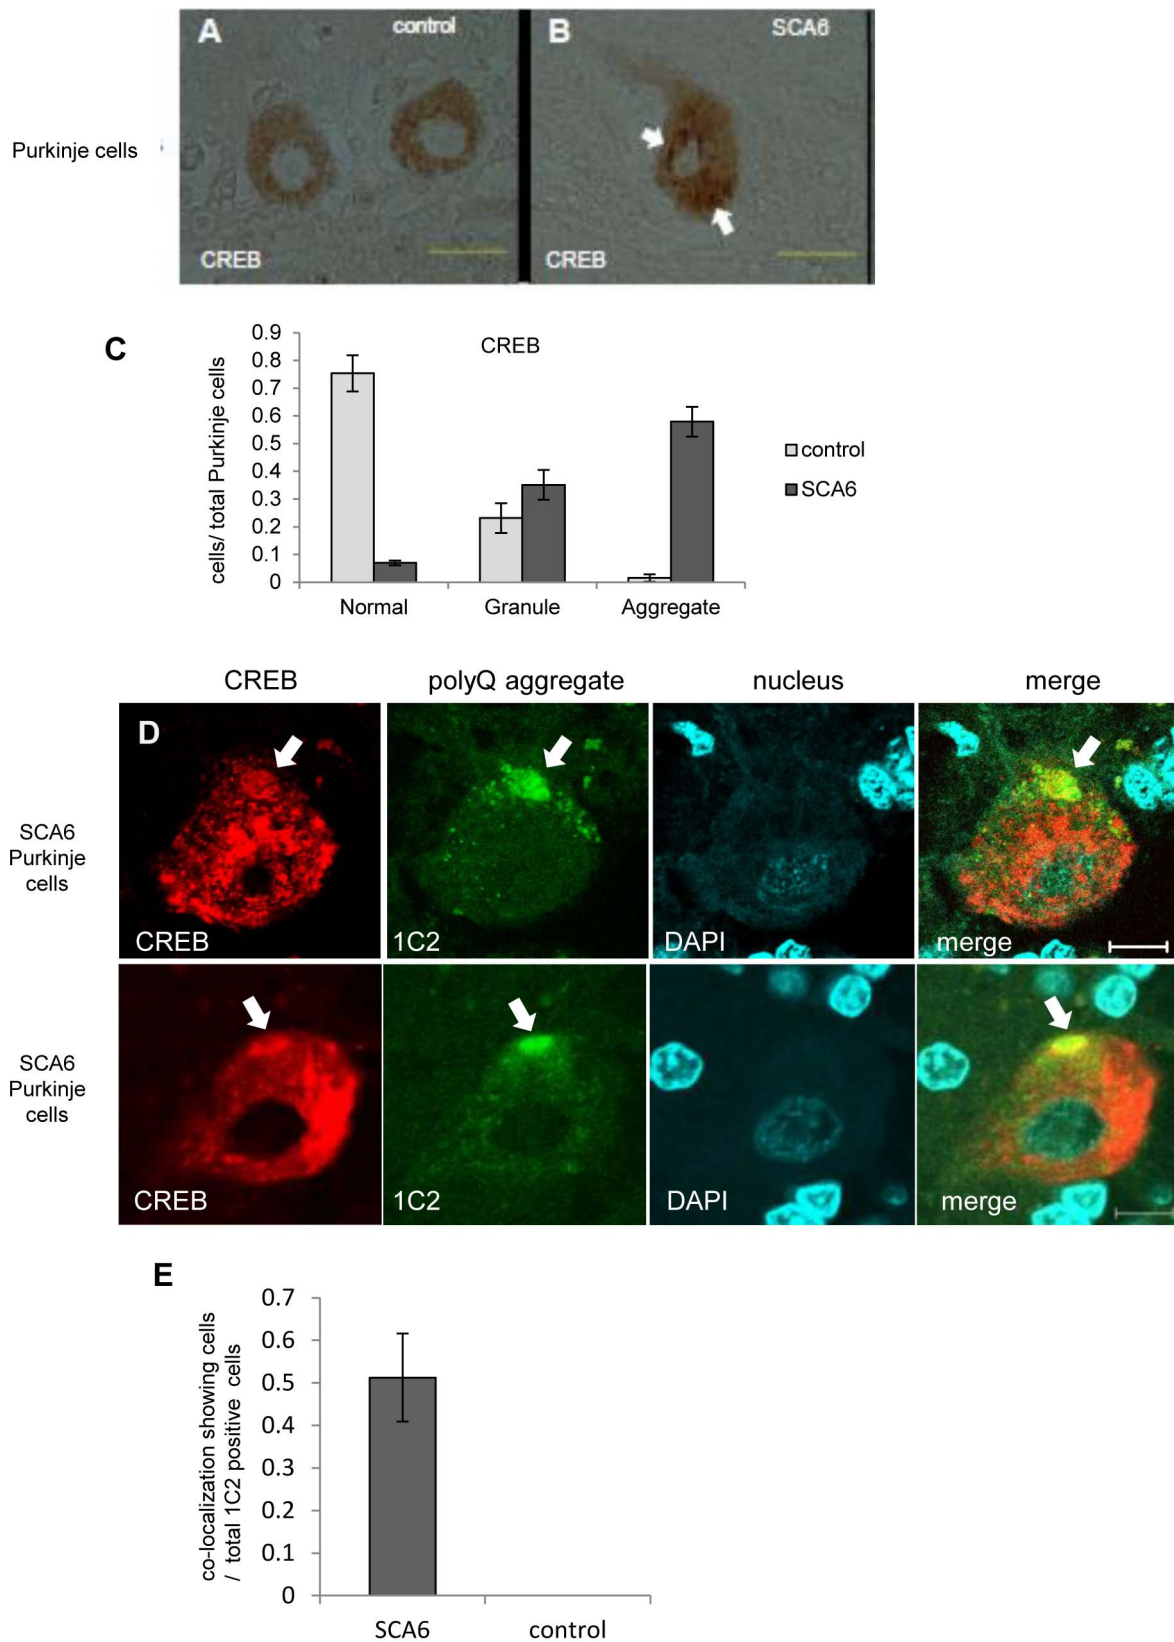 A
control
B
SCA6
Purkinje cells
CREB
CREB
C
CREB
cells/ total Purkinje cells
0.9
0.8
0.7
0.6
0.5
0.4
0.3
0.2
0.1
0
Normal
Granule
Aggregate
control
SCA6
CREB
polyQ aggregate
nucleus
merge
D
SCA6
Purkinje
cells
CREB
1C2
DAPI
merge
SCA6
Purkinje
cells
CREB
1C2
DAPI
merge
E
co-localization showing cells
/ total 1C2 positive cells
0.7
0.6
0.5
0.4
0.3
0.2
0.1
0
SCA6
control